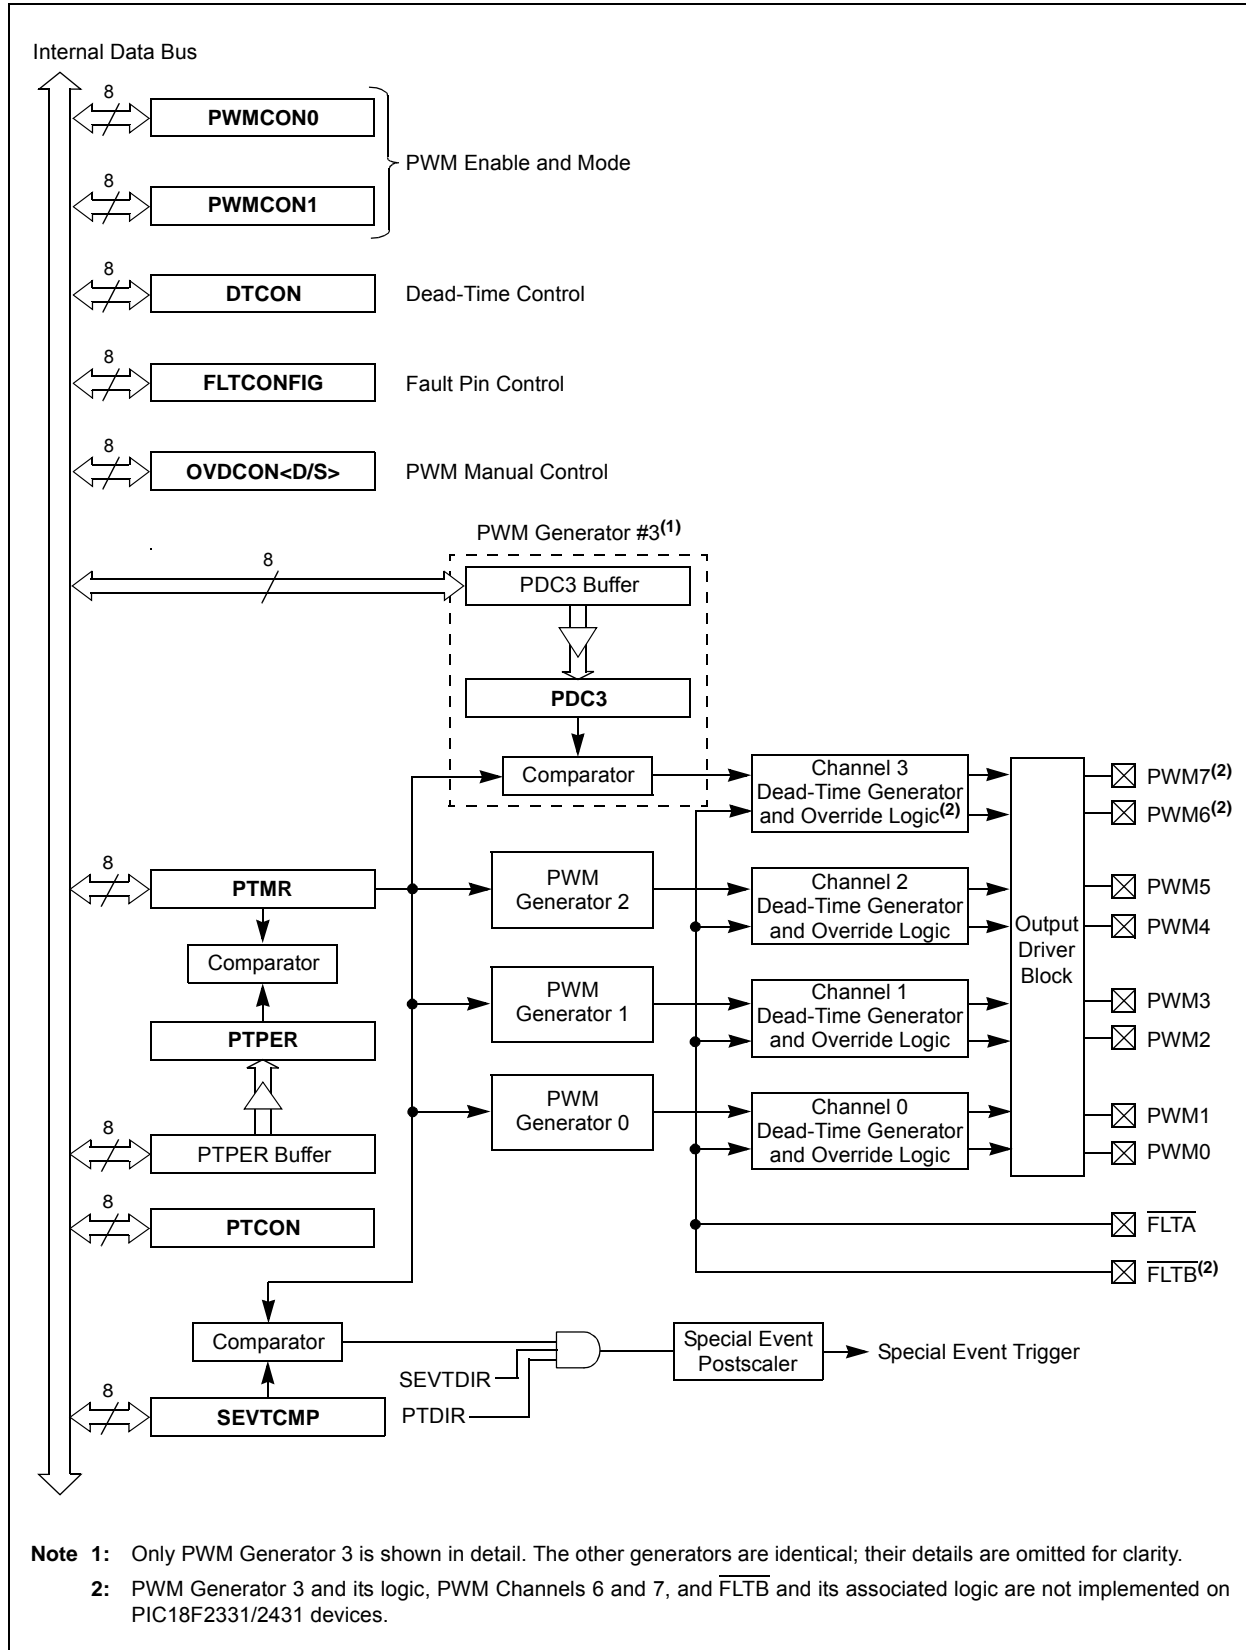 Internal Data Bus
8
PWMCON0
PWM Enable and Mode
8
PWMCON1
8
DTCON
Dead-Time Control
8
FLTCONFIG
Fault Pin Control
8
OVDCON<D/S>
PWM Manual Control
PWM Generator #3(1)
8
PDC3 Buffer
PDC3
Comparator
Channel 3
Dead-Time Generator
and Override Logic(2)
PWM7(2)
PWM6(2)
8
PTMR
PWM
Generator 2
Channel 2
Dead-Time Generator
and Override Logic
PWM5
PWM4
Output
Driver
Block
Comparator
PWM
Generator 1
Channel 1
Dead-Time Generator
and Override Logic
PWM3
PWM2
PTPER
PWM
Generator 0
Channel 0
Dead-Time Generator
and Override Logic
PWM1
PWM0
8
PTPER Buffer
8
PTCON
FLTA
FLTB(2)
Comparator
Special Event
Postscaler
Special Event Trigger
SEVTDIR
PTDIR
8
SEVTCMP
Note 1: Only PWM Generator 3 is shown in detail. The other generators are identical; their details are omitted for clarity.
2: PWM Generator 3 and its logic, PWM Channels 6 and 7, and FLTB and its associated logic are not implemented on
PIC18F2331/2431 devices.